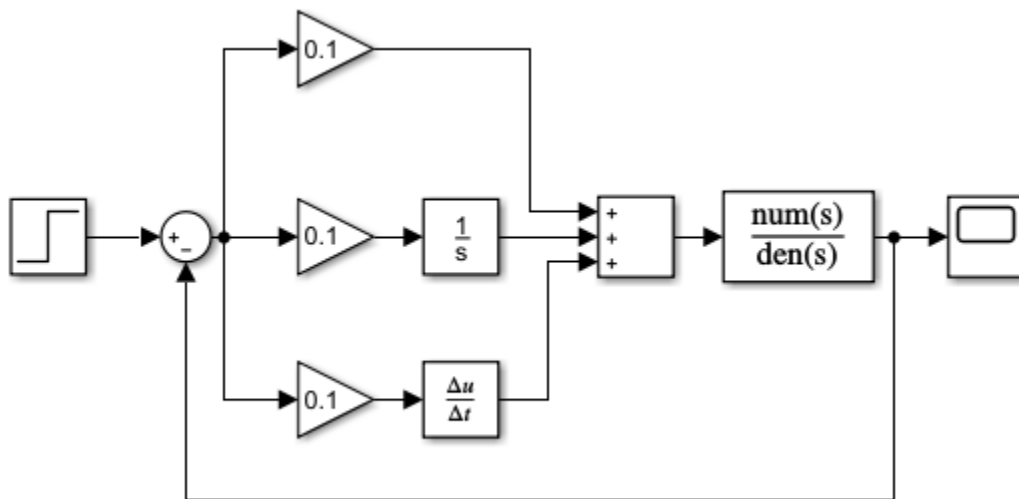 0.1
+
−
0.1
1
s
+
+
+
num(s)
den(s)
0.1
Δu
Δt